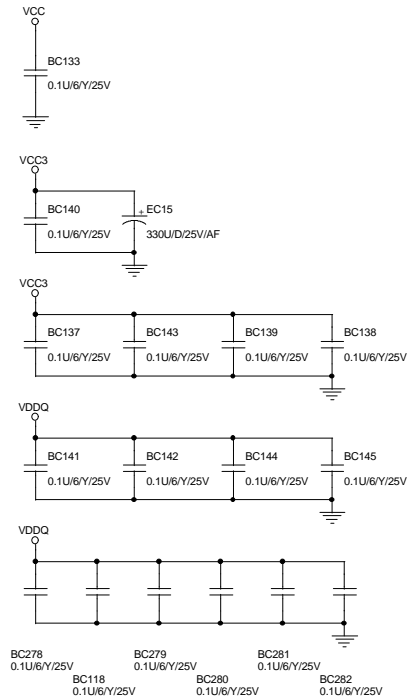 VCC
BC133
0.1U/6/Y/25V
VCC3
BC140
0.1U/6/Y/25V
+ EC15
330U/D/25V/AF
VCC3
BC137
0.1U/6/Y/25V
BC143
0.1U/6/Y/25V
BC139
0.1U/6/Y/25V
BC138
0.1U/6/Y/25V
VDDQ
BC141
0.1U/6/Y/25V
BC142
0.1U/6/Y/25V
BC144
0.1U/6/Y/25V
BC145
0.1U/6/Y/25V
VDDQ
BC278
0.1U/6/Y/25V
BC118
0.1U/6/Y/25V
BC279
0.1U/6/Y/25V
BC280
0.1U/6/Y/25V
BC281
0.1U/6/Y/25V
BC282
0.1U/6/Y/25V